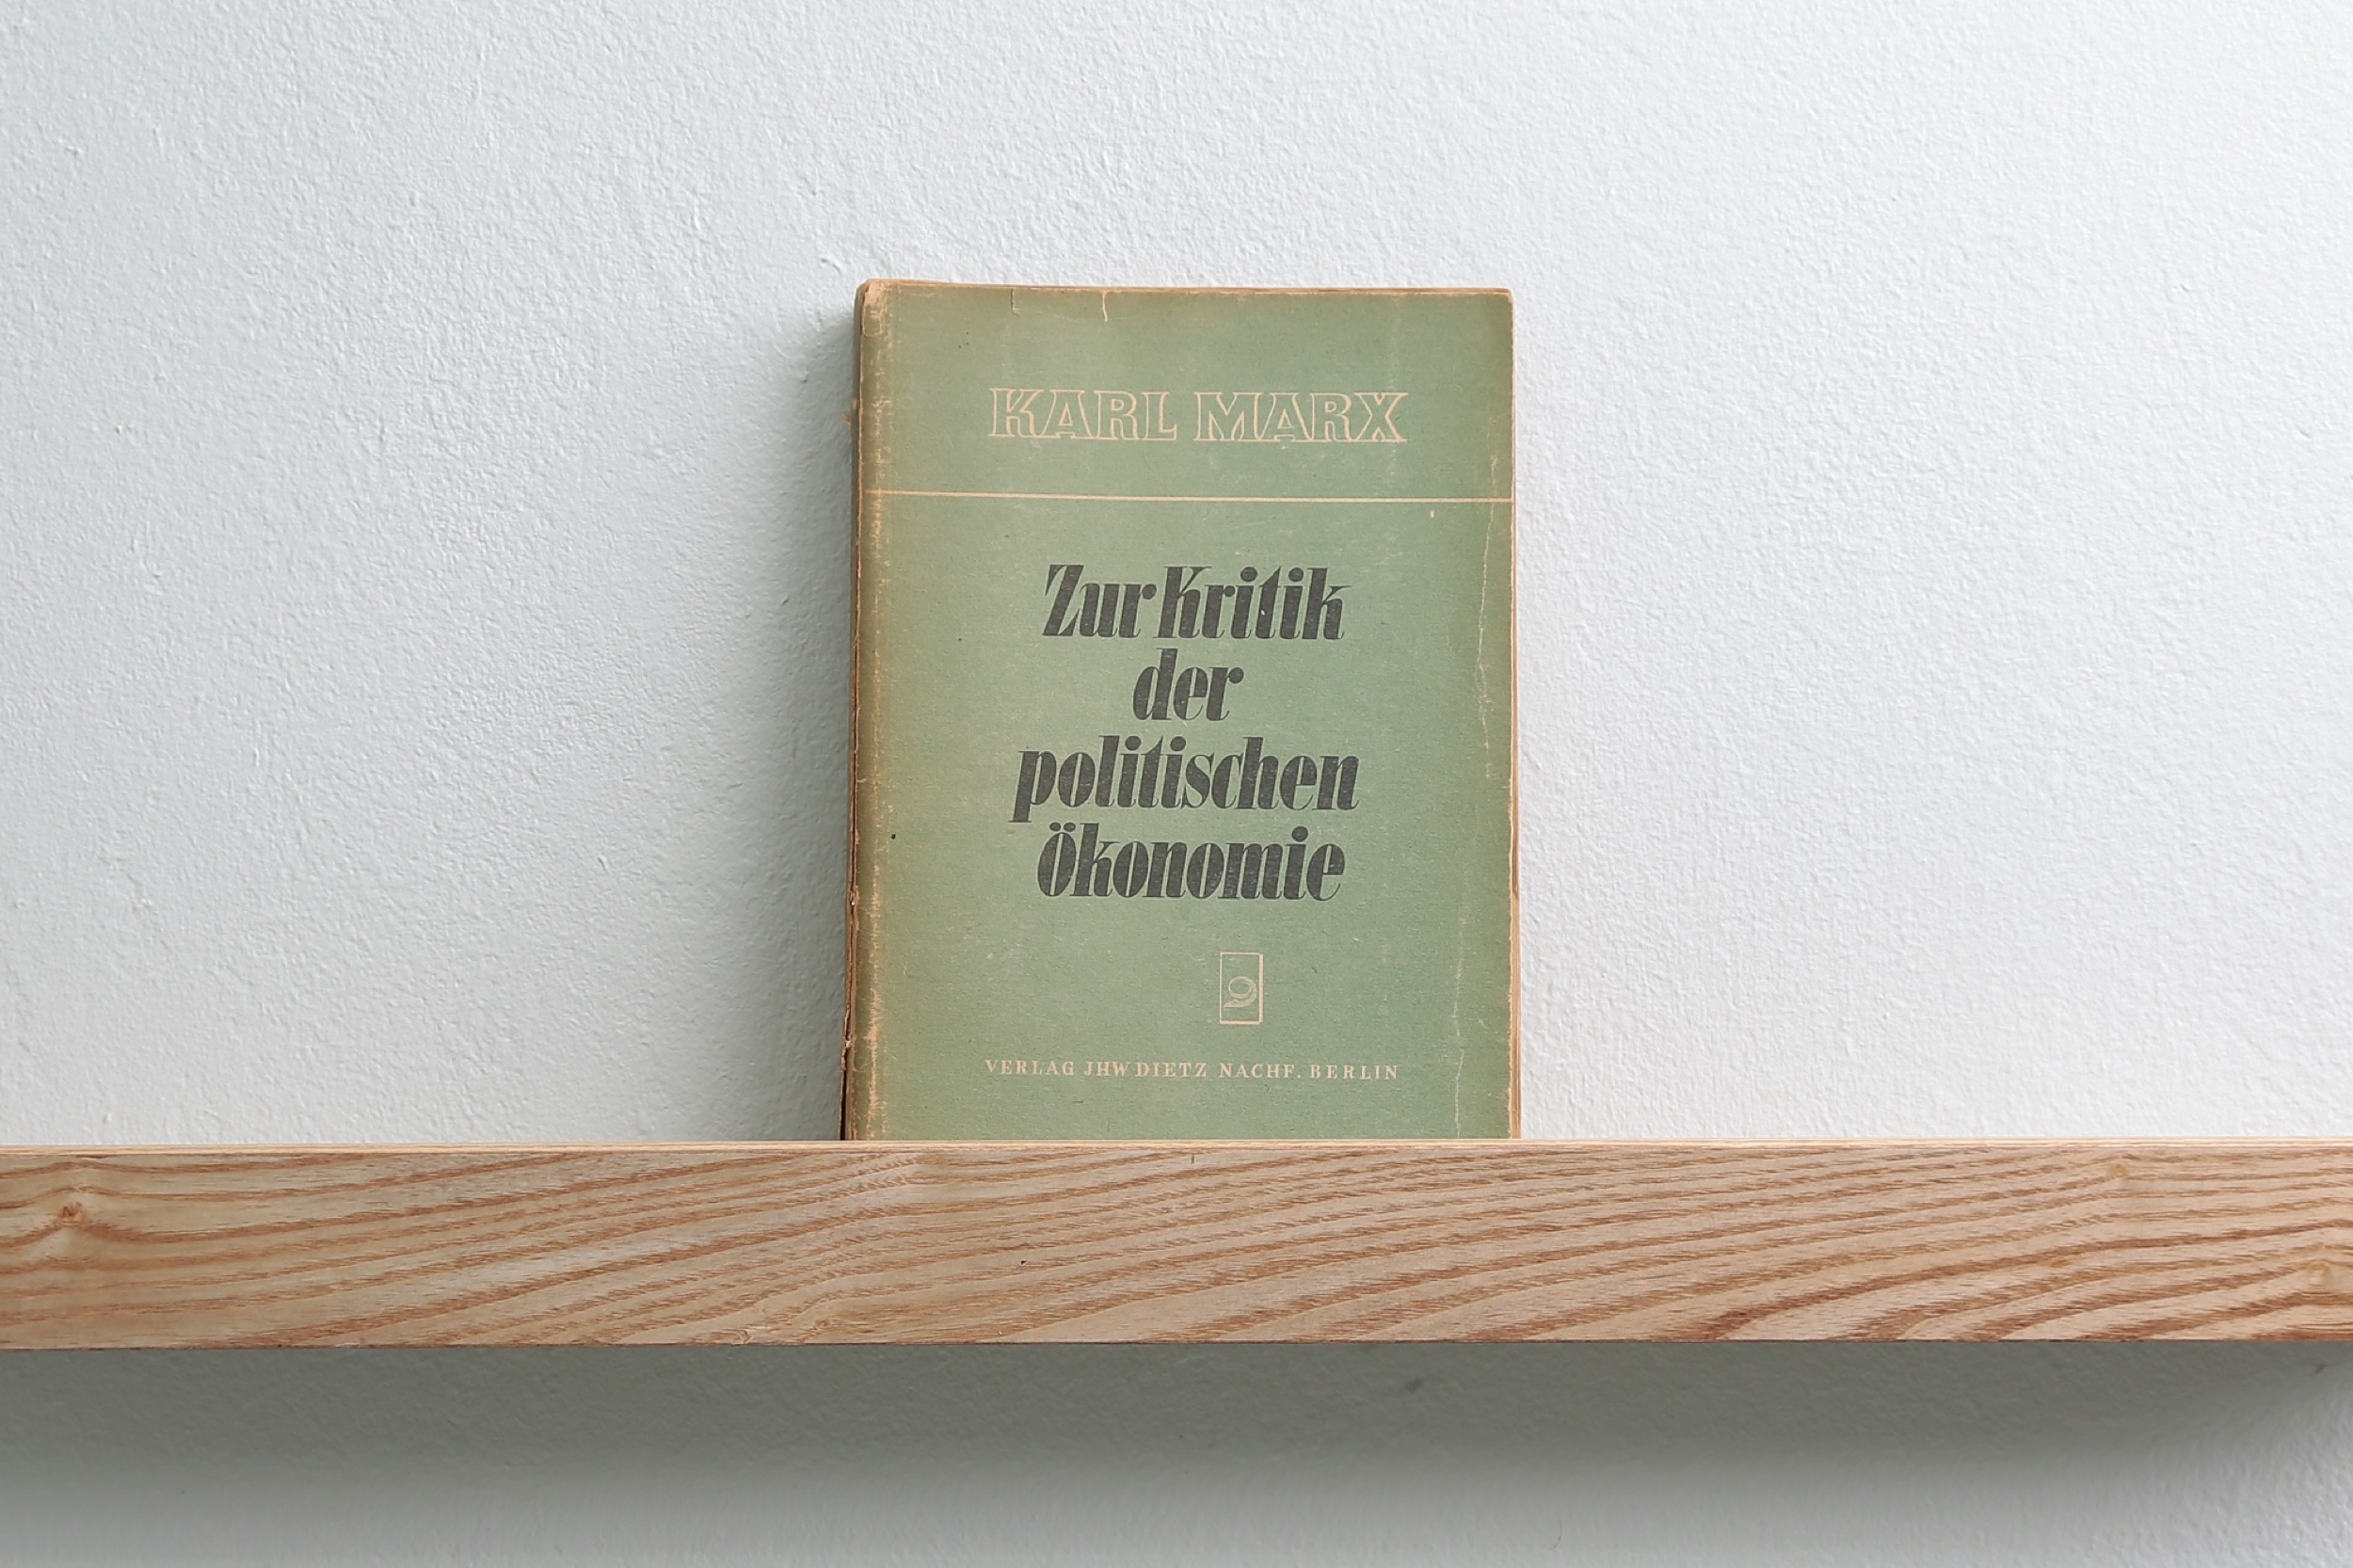 KARL MARX
Zur Kritik
der
politischen
Ökonomie
VERLAG JHW DIETZ NACHF. BERLIN